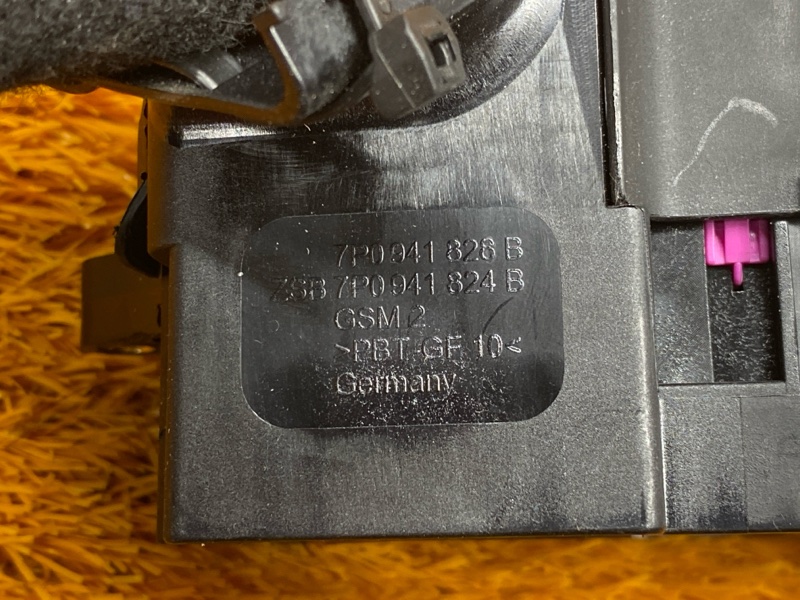 7P0 941 826 B
ZSB 7P0 941 824 B
GSM.2
>PBT-GF 10<
Germany